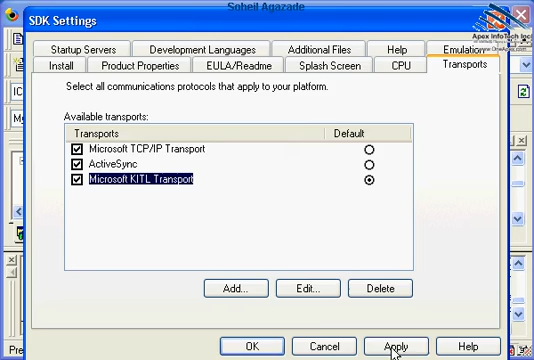 Soheil Agazade
SDK Settings
Apex InfoTech Inc
Startup Servers
Development Languages
Additional Files
Help
Emulation
Install
Product Properties
EULA/Readme
Splash Screen
CPU
Transports
Select all communications protocols that apply to your platform.
Available transports:
Transports Default
Microsoft TCP/IP Transport
ActiveSync
Microsoft KITL Transport
Add... Edit... Delete
OK Cancel Apply Help
Pre